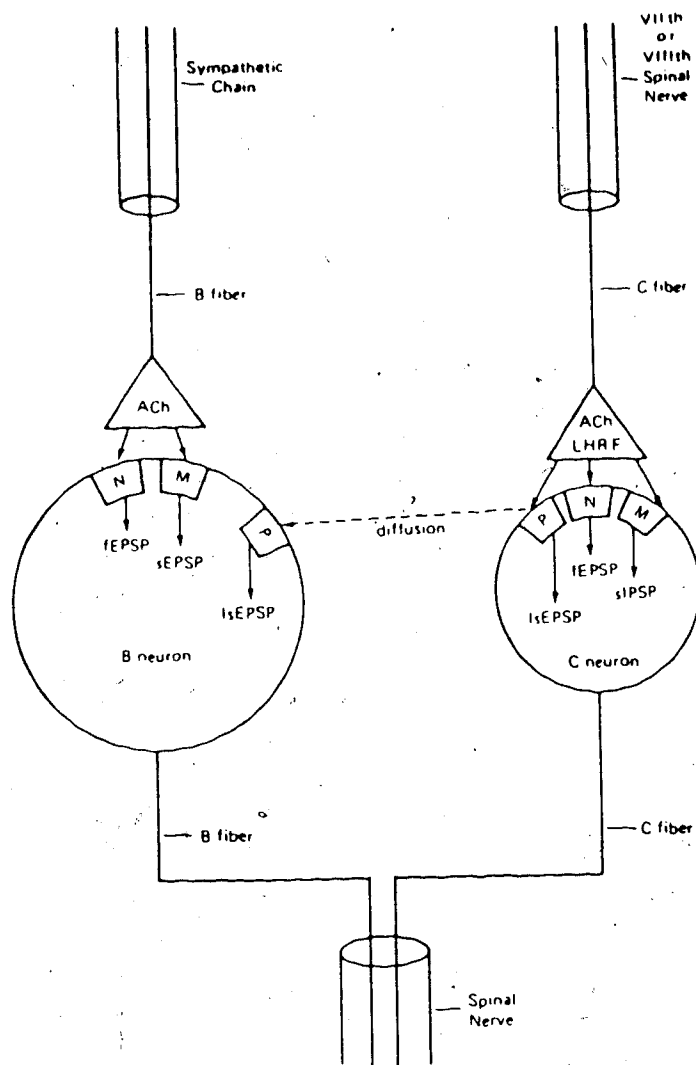 Sympathetic
Chain
VIIth
or
VIIIth
Spinal
Nerve
B fiber
C fiber
ACh
ACh
LHRF
N
M
P
?
diffusion
P
N
M
fEPSP
sEPSP
lsEPSP
lsEPSP
fEPSP
sIPSP
B neuron
C neuron
B fiber
C fiber
Spinal
Nerve